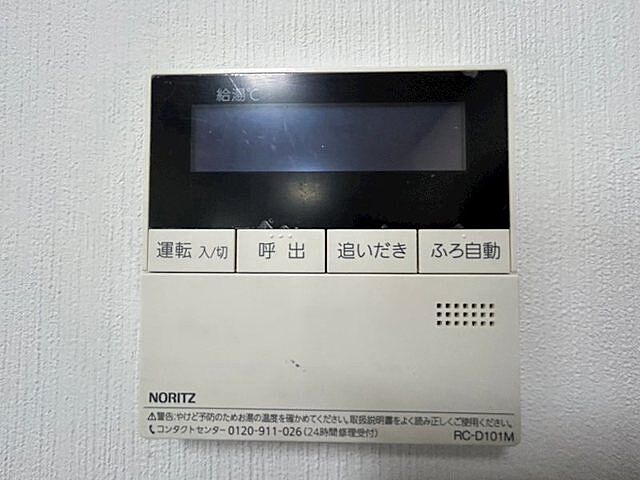 給湯℃
運転 入/切 呼出 追いだき ふろ自動
NORITZ
⚠警告:やけど予防のためお湯の温度を確かめてください。取扱説明書をよく読み正しくご使用ください。
コンタクトセンター 0120-911-026 (24時間修理受付) RC-D101M